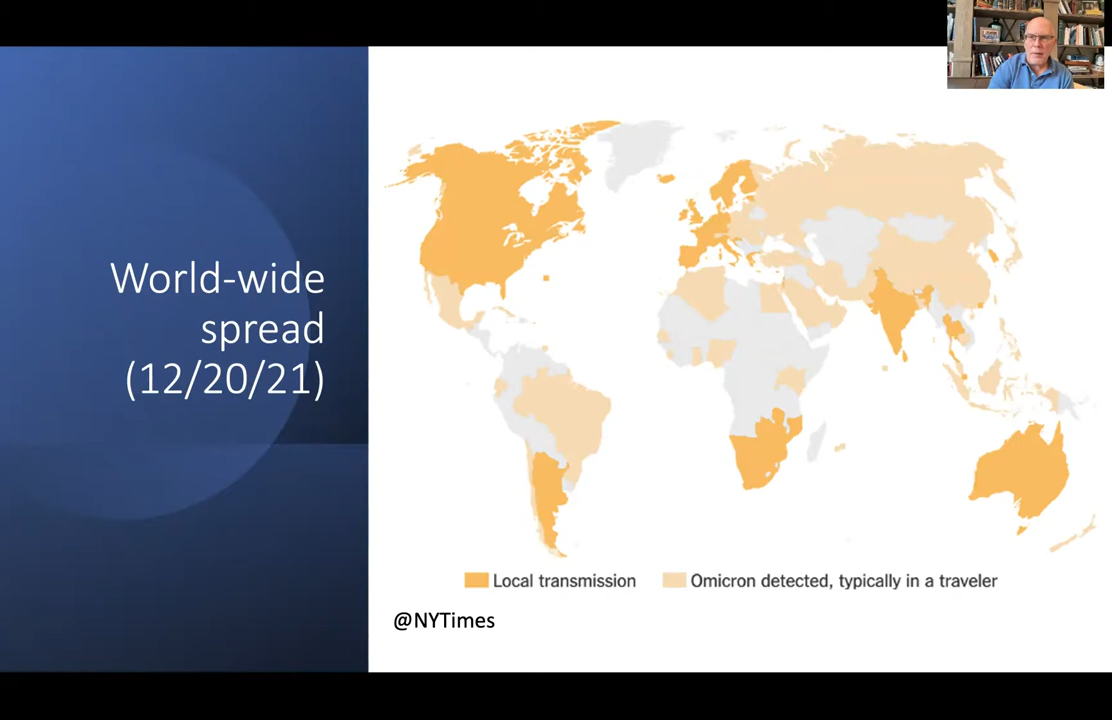 World-wide
spread
(12/20/21)
Local transmission
Omicron detected, typically in a traveler
@NYTimes